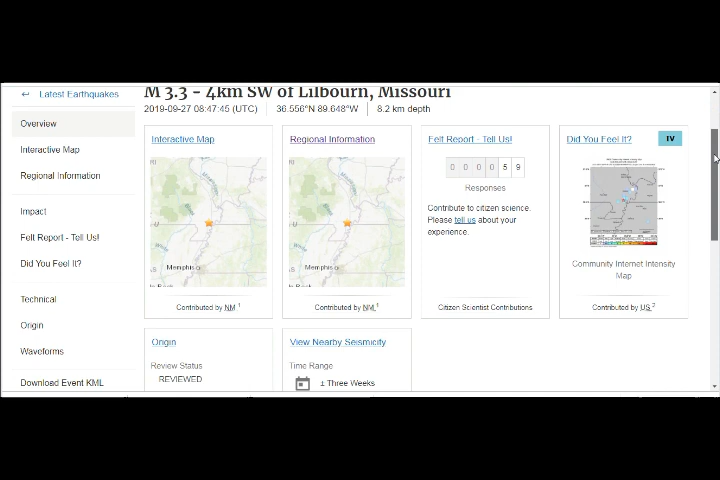 M 3.3 - 4km SW of Lilbourn, Missouri
Latest Earthquakes
2019-09-27 08:47:45 (UTC) 36.556°N 89.648°W 8.2 km depth
Overview
Interactive Map
Regional Information
Impact
Felt Report - Tell Us!
Did You Feel It?
Technical
Origin
Waveforms
Download Event KML
Interactive Map
Memphis
Contributed by NM 1
Regional Information
Memphis
Contributed by NM 1
Felt Report - Tell Us!
0 0 0 0 5 9
Responses
Contribute to citizen science.
Please tell us about your
experience.
Citizen Scientist Contributions
Did You Feel It?
IV
Community Internet Intensity
Map
Contributed by US 2
Origin
Review Status
REVIEWED
View Nearby Seismicity
Time Range
± Three Weeks